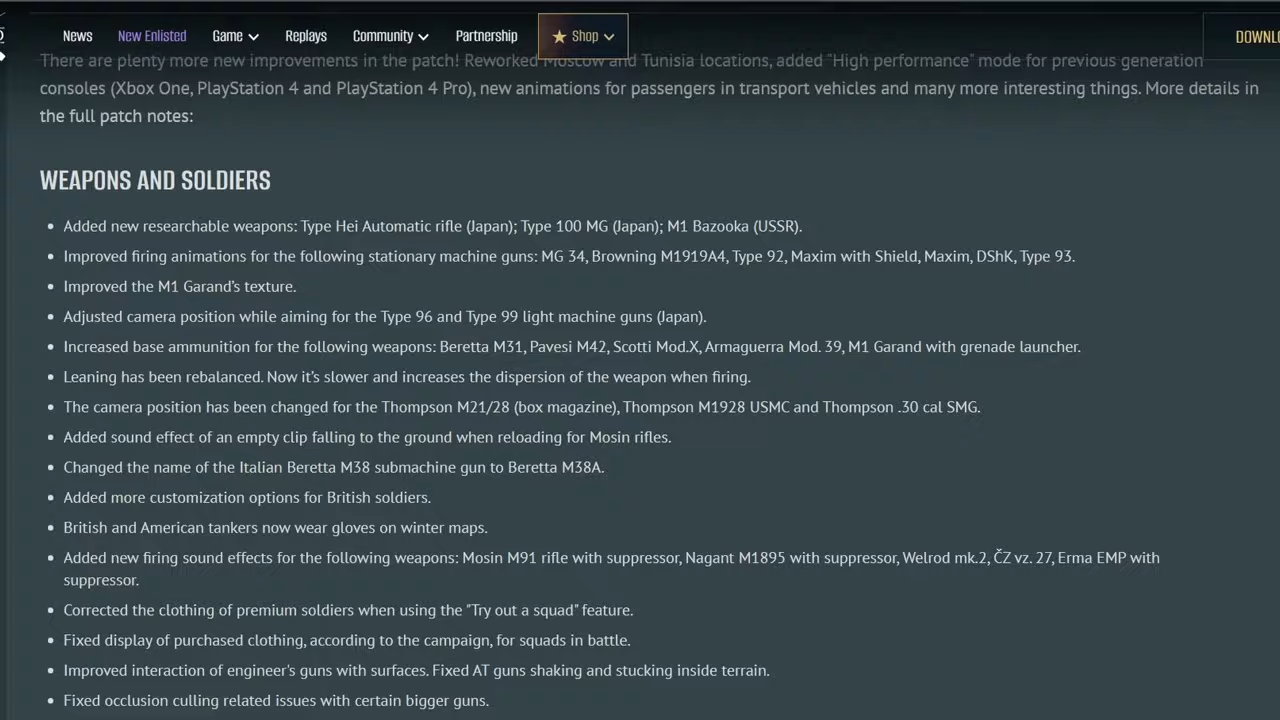 News New Enlisted Game Replays Community Partnership Shop
There are plenty more new improvements in the patch! Reworked Moscow and Tunisia locations, added "High performance" mode for previous generation
consoles (Xbox One, PlayStation 4 and PlayStation 4 Pro), new animations for passengers in transport vehicles and many more interesting things. More details in
the full patch notes:
WEAPONS AND SOLDIERS
Added new researchable weapons: Type Hei Automatic rifle (Japan); Type 100 MG (Japan); M1 Bazooka (USSR).
Improved firing animations for the following stationary machine guns: MG 34, Browning M1919A4, Type 92, Maxim with Shield, Maxim, DShK, Type 93.
Improved the M1 Garand’s texture.
Adjusted camera position while aiming for the Type 96 and Type 99 light machine guns (Japan).
Increased base ammunition for the following weapons: Beretta M31, Pavesi M42, Scotti Mod.X, Armaguerra Mod. 39, M1 Garand with grenade launcher.
Leaning has been rebalanced. Now it’s slower and increases the dispersion of the weapon when firing.
The camera position has been changed for the Thompson M21/28 (box magazine), Thompson M1928 USMC and Thompson .30 cal SMG.
Added sound effect of an empty clip falling to the ground when reloading for Mosin rifles.
Changed the name of the Italian Beretta M38 submachine gun to Beretta M38A.
Added more customization options for British soldiers.
British and American tankers now wear gloves on winter maps.
Added new firing sound effects for the following weapons: Mosin M91 rifle with suppressor, Nagant M1895 with suppressor, Welrod mk.2, ČZ vz. 27, Erma EMP with
suppressor.
Corrected the clothing of premium soldiers when using the "Try out a squad" feature.
Fixed display of purchased clothing, according to the campaign, for squads in battle.
Improved interaction of engineer's guns with surfaces. Fixed AT guns shaking and stucking inside terrain.
Fixed occlusion culling related issues with certain bigger guns.